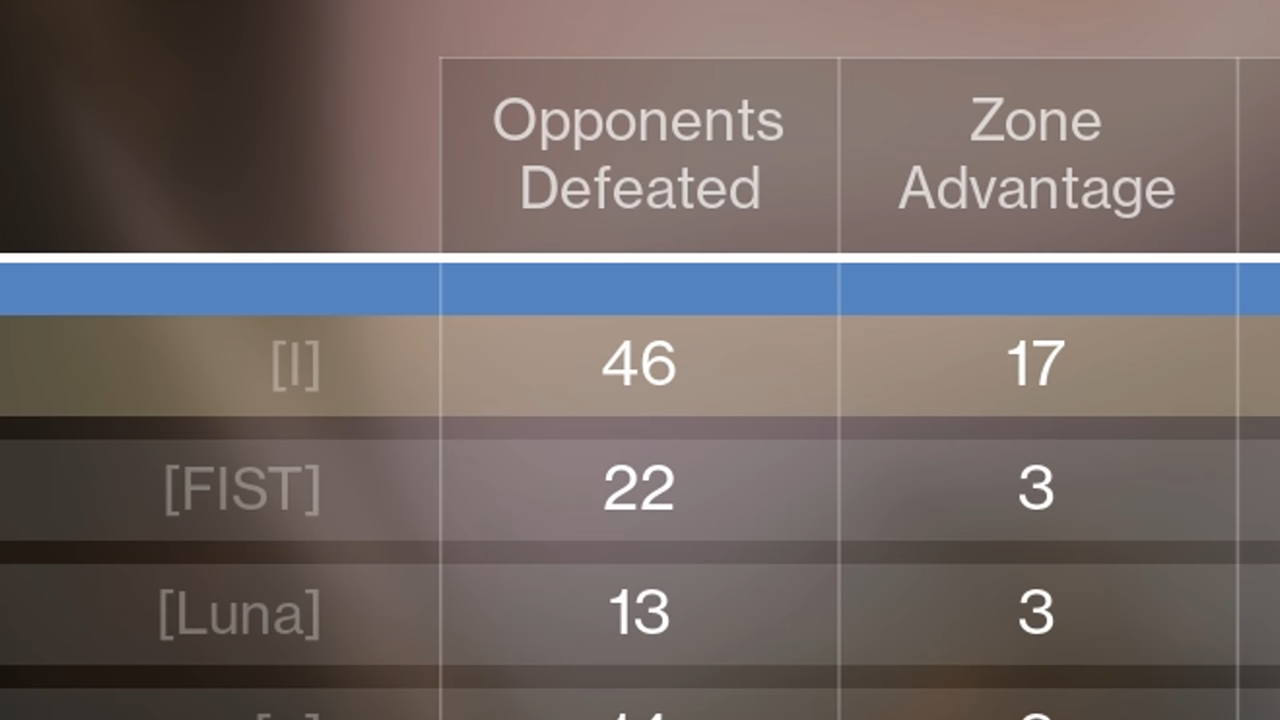 Opponents Zone
Defeated Advantage
[I] 46 17
[FIST] 22 3
[Luna] 13 3